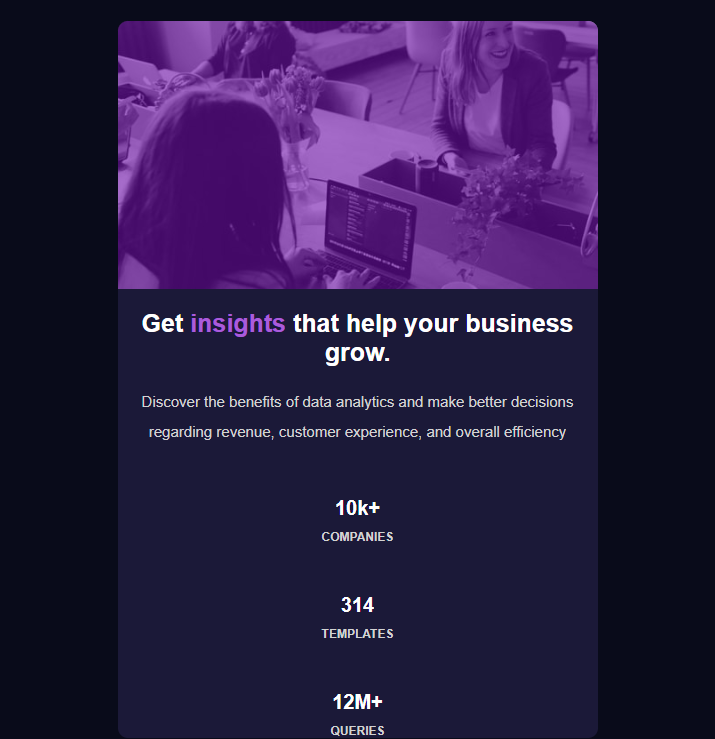 Get insights that help your business
grow.
Discover the benefits of data analytics and make better decisions
regarding revenue, customer experience, and overall efficiency
10k+
COMPANIES
314
TEMPLATES
12M+
QUERIES